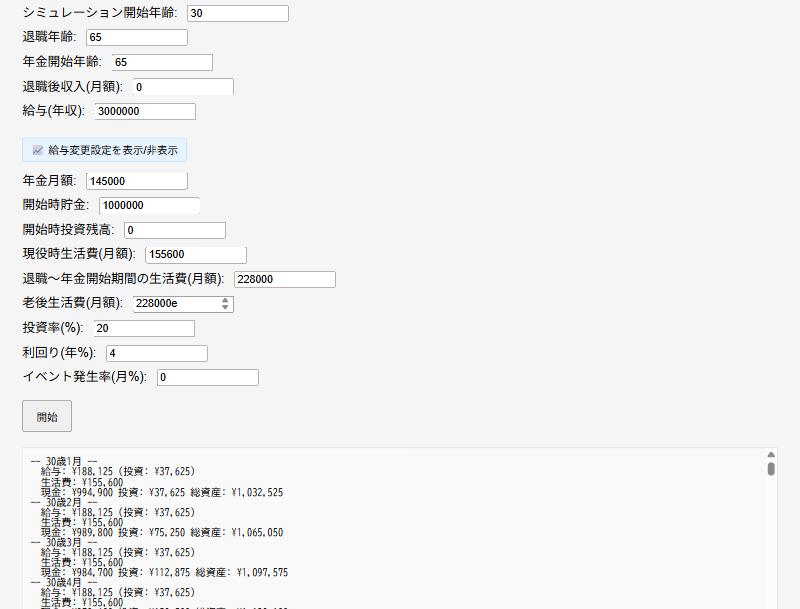 シミュレーション開始年齢: 30
退職年齢: 65
年金開始年齢: 65
退職後収入(月額): 0
給与(年収): 3000000
給与変更設定を表示/非表示
年金月額: 145000
開始時貯金: 1000000
開始時投資残高: 0
現役時生活費(月額): 155600
退職～年金開始期間の生活費(月額): 228000
老後生活費(月額): 228000e
投資率(%): 20
利回り(年%): 4
イベント発生率(月%): 0
開始
-- 30歳1月 --
給与: ¥188,125 (投資: ¥37,625)
生活費: ¥155,600
現金: ¥994,900 投資: ¥37,625 総資産: ¥1,032,525
-- 30歳2月 --
給与: ¥188,125 (投資: ¥37,625)
生活費: ¥155,600
現金: ¥989,800 投資: ¥75,250 総資産: ¥1,065,050
-- 30歳3月 --
給与: ¥188,125 (投資: ¥37,625)
生活費: ¥155,600
現金: ¥984,700 投資: ¥112,875 総資産: ¥1,097,575
-- 30歳4月 --
給与: ¥188,125 (投資: ¥37,625)
生活費: ¥155,600